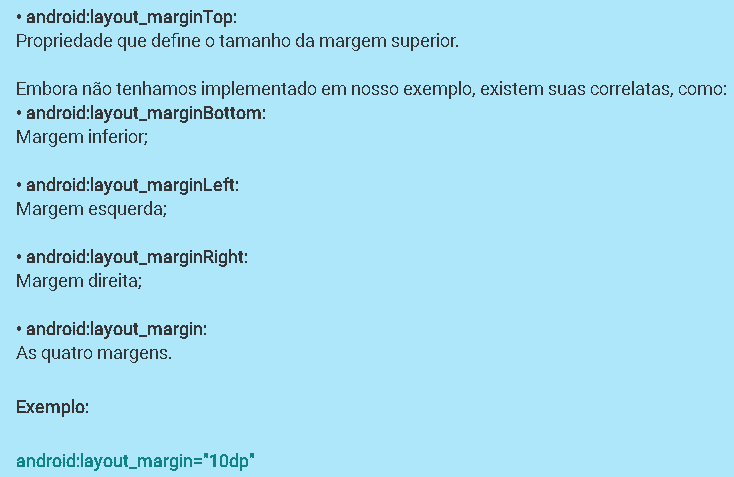 • android:layout_marginTop:
Propriedade que define o tamanho da margem superior.
Embora não tenhamos implementado em nosso exemplo, existem suas correlatas, como:
• android:layout_marginBottom:
Margem inferior;
• android:layout_marginLeft:
Margem esquerda;
• android:layout_marginRight:
Margem direita;
• android:layout_margin:
As quatro margens.
Exemplo:
android:layout_margin="10dp"